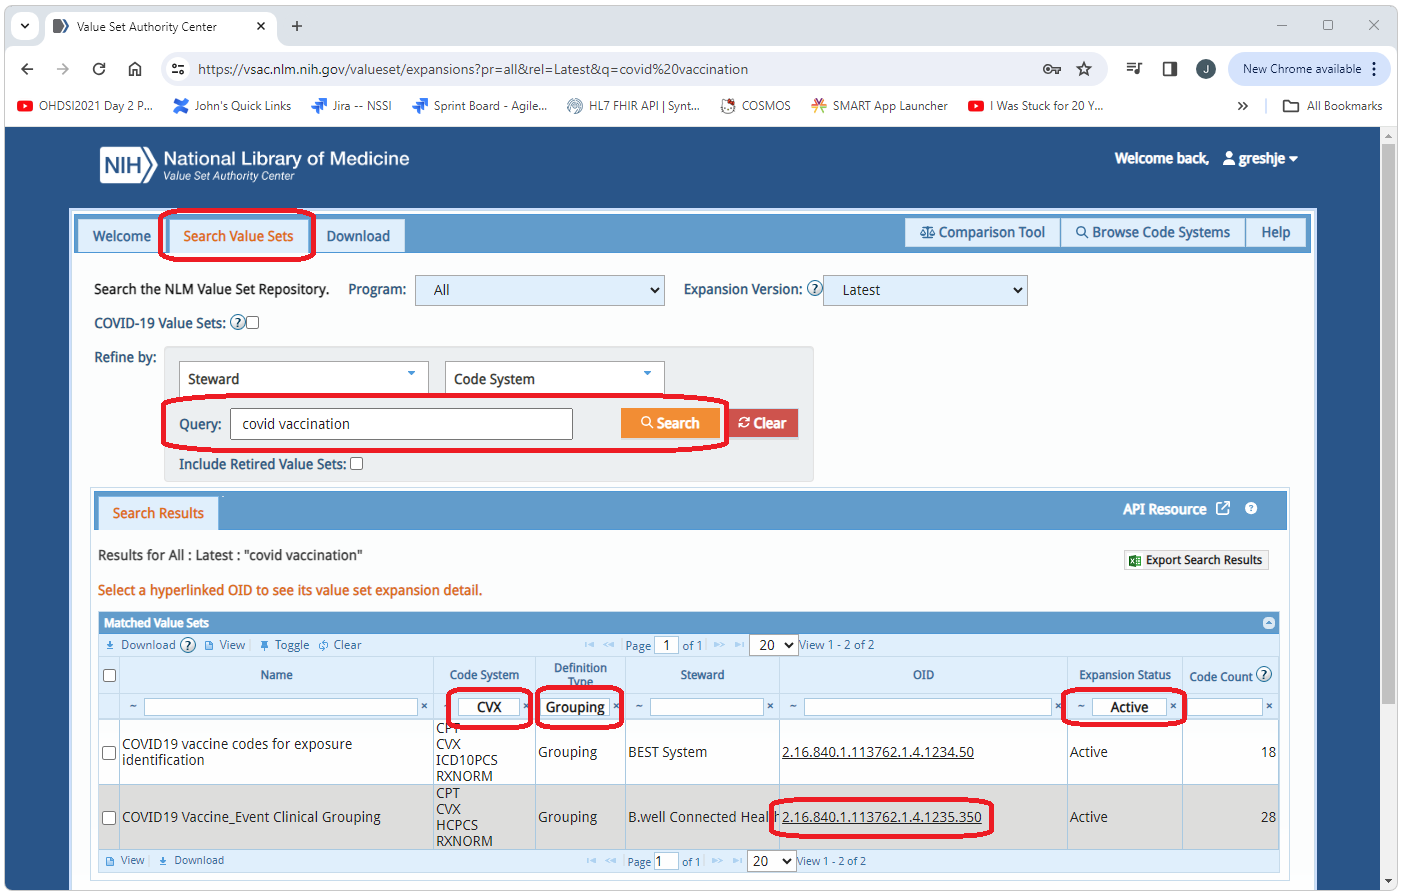 Value Set Authority Center
https://vsac.nlm.nih.gov/valueset/expansions?pr=all&rel=Latest&q=covid%20vaccination
J
New Chrome available
OHDSI2021 Day 2 P...
John's Quick Links
Jira -- NSSI
Sprint Board - Agile...
HL7 FHIR API | Synt...
COSMOS
SMART App Launcher
I Was Stuck for 20 Y...
All Bookmarks
NIH
National Library of Medicine
Value Set Authority Center
Welcome back, greshje
Welcome
Search Value Sets
Download
Comparison Tool
Browse Code Systems
Help
Search the NLM Value Set Repository. Program: All Expansion Version: ? Latest
COVID-19 Value Sets: ?
Refine by:
Steward Code System
Query: covid vaccination Search Clear
Include Retired Value Sets:
Search Results API Resource ?
Results for All : Latest : "covid vaccination"
Export Search Results
Select a hyperlinked OID to see its value set expansion detail.
Matched Value Sets
Download ? View Toggle Clear Page 1 of 1 20 View 1 - 2 of 2
Name Code System Definition Type Steward OID Expansion Status Code Count ?
~ x ~ CVX x Grouping x ~ x ~ x ~ Active x x
COVID19 vaccine codes for exposure identification
CPT
CVX
ICD10PCS
RXNORM
Grouping BEST System 2.16.840.1.113762.1.4.1234.50 Active 18
COVID19 Vaccine_Event Clinical Grouping
CPT
CVX
HCPCS
RXNORM
Grouping B.well Connected Healt 2.16.840.1.113762.1.4.1235.350 Active 28
View Download Page 1 of 1 20 View 1 - 2 of 2